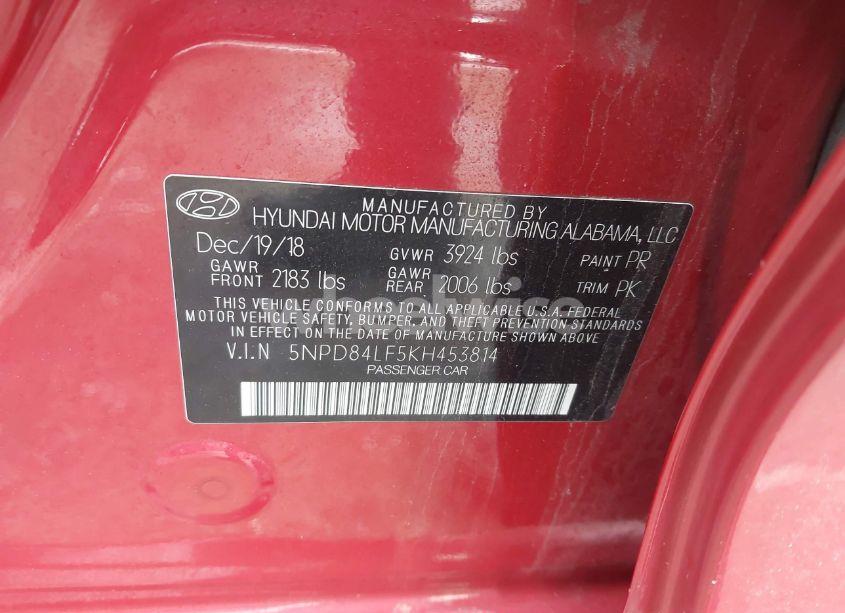 MANUFACTURED BY
HYUNDAI MOTOR MANUFACTURING ALABAMA, LLC
Dec/19/18 GVWR 3924 lbs PAINT PR
GAWR FRONT 2183 lbs GAWR REAR 2006 lbs TRIM PK
THIS VEHICLE CONFORMS TO ALL APPLICABLE U.S.A. FEDERAL
MOTOR VEHICLE SAFETY, BUMPER, AND THEFT PREVENTION STANDARDS
IN EFFECT ON THE DATE OF MANUFACTURE SHOWN ABOVE.
V.I.N 5NPD84LF5KH453814
PASSENGER CAR